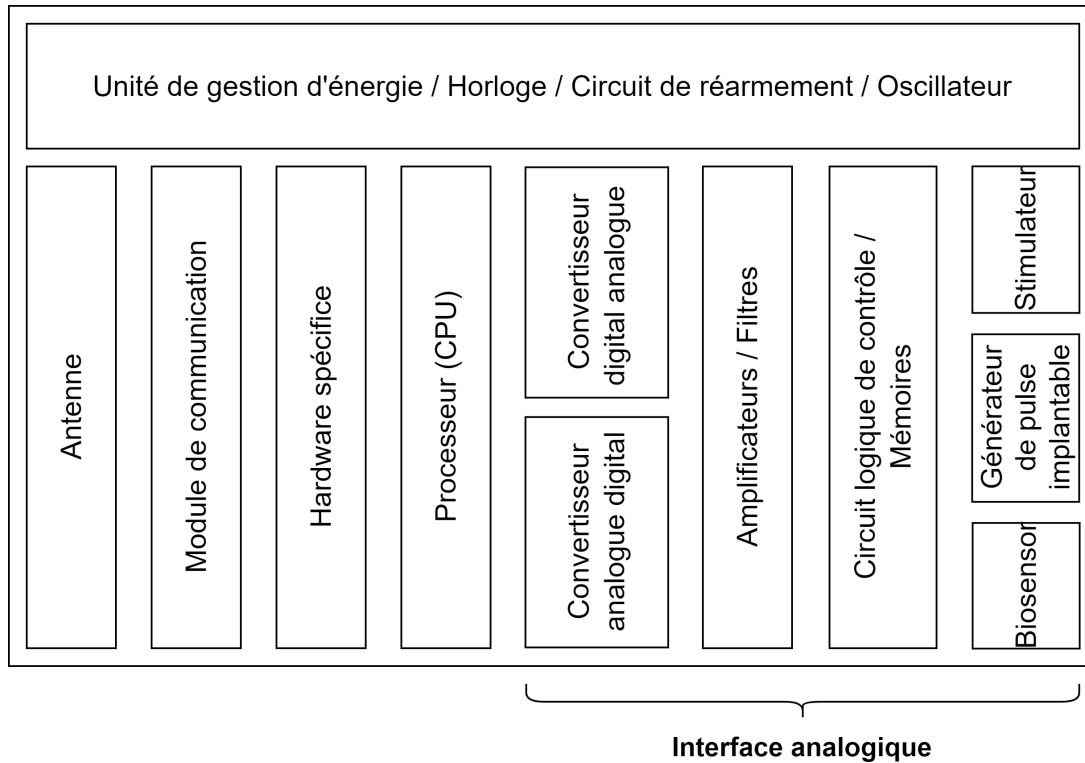 Unité de gestion d'énergie / Horloge / Circuit de réarmement / Oscillateur
Antenne
Module de communication
Hardware spécifice
Processeur (CPU)
Convertisseur
digital analogue
Convertisseur
analogue digital
Amplificateurs / Filtres
Circuit logique de contrôle /
Mémoires
Stimulateur
Générateur
de pulse
implantable
Biosensor
Interface analogique